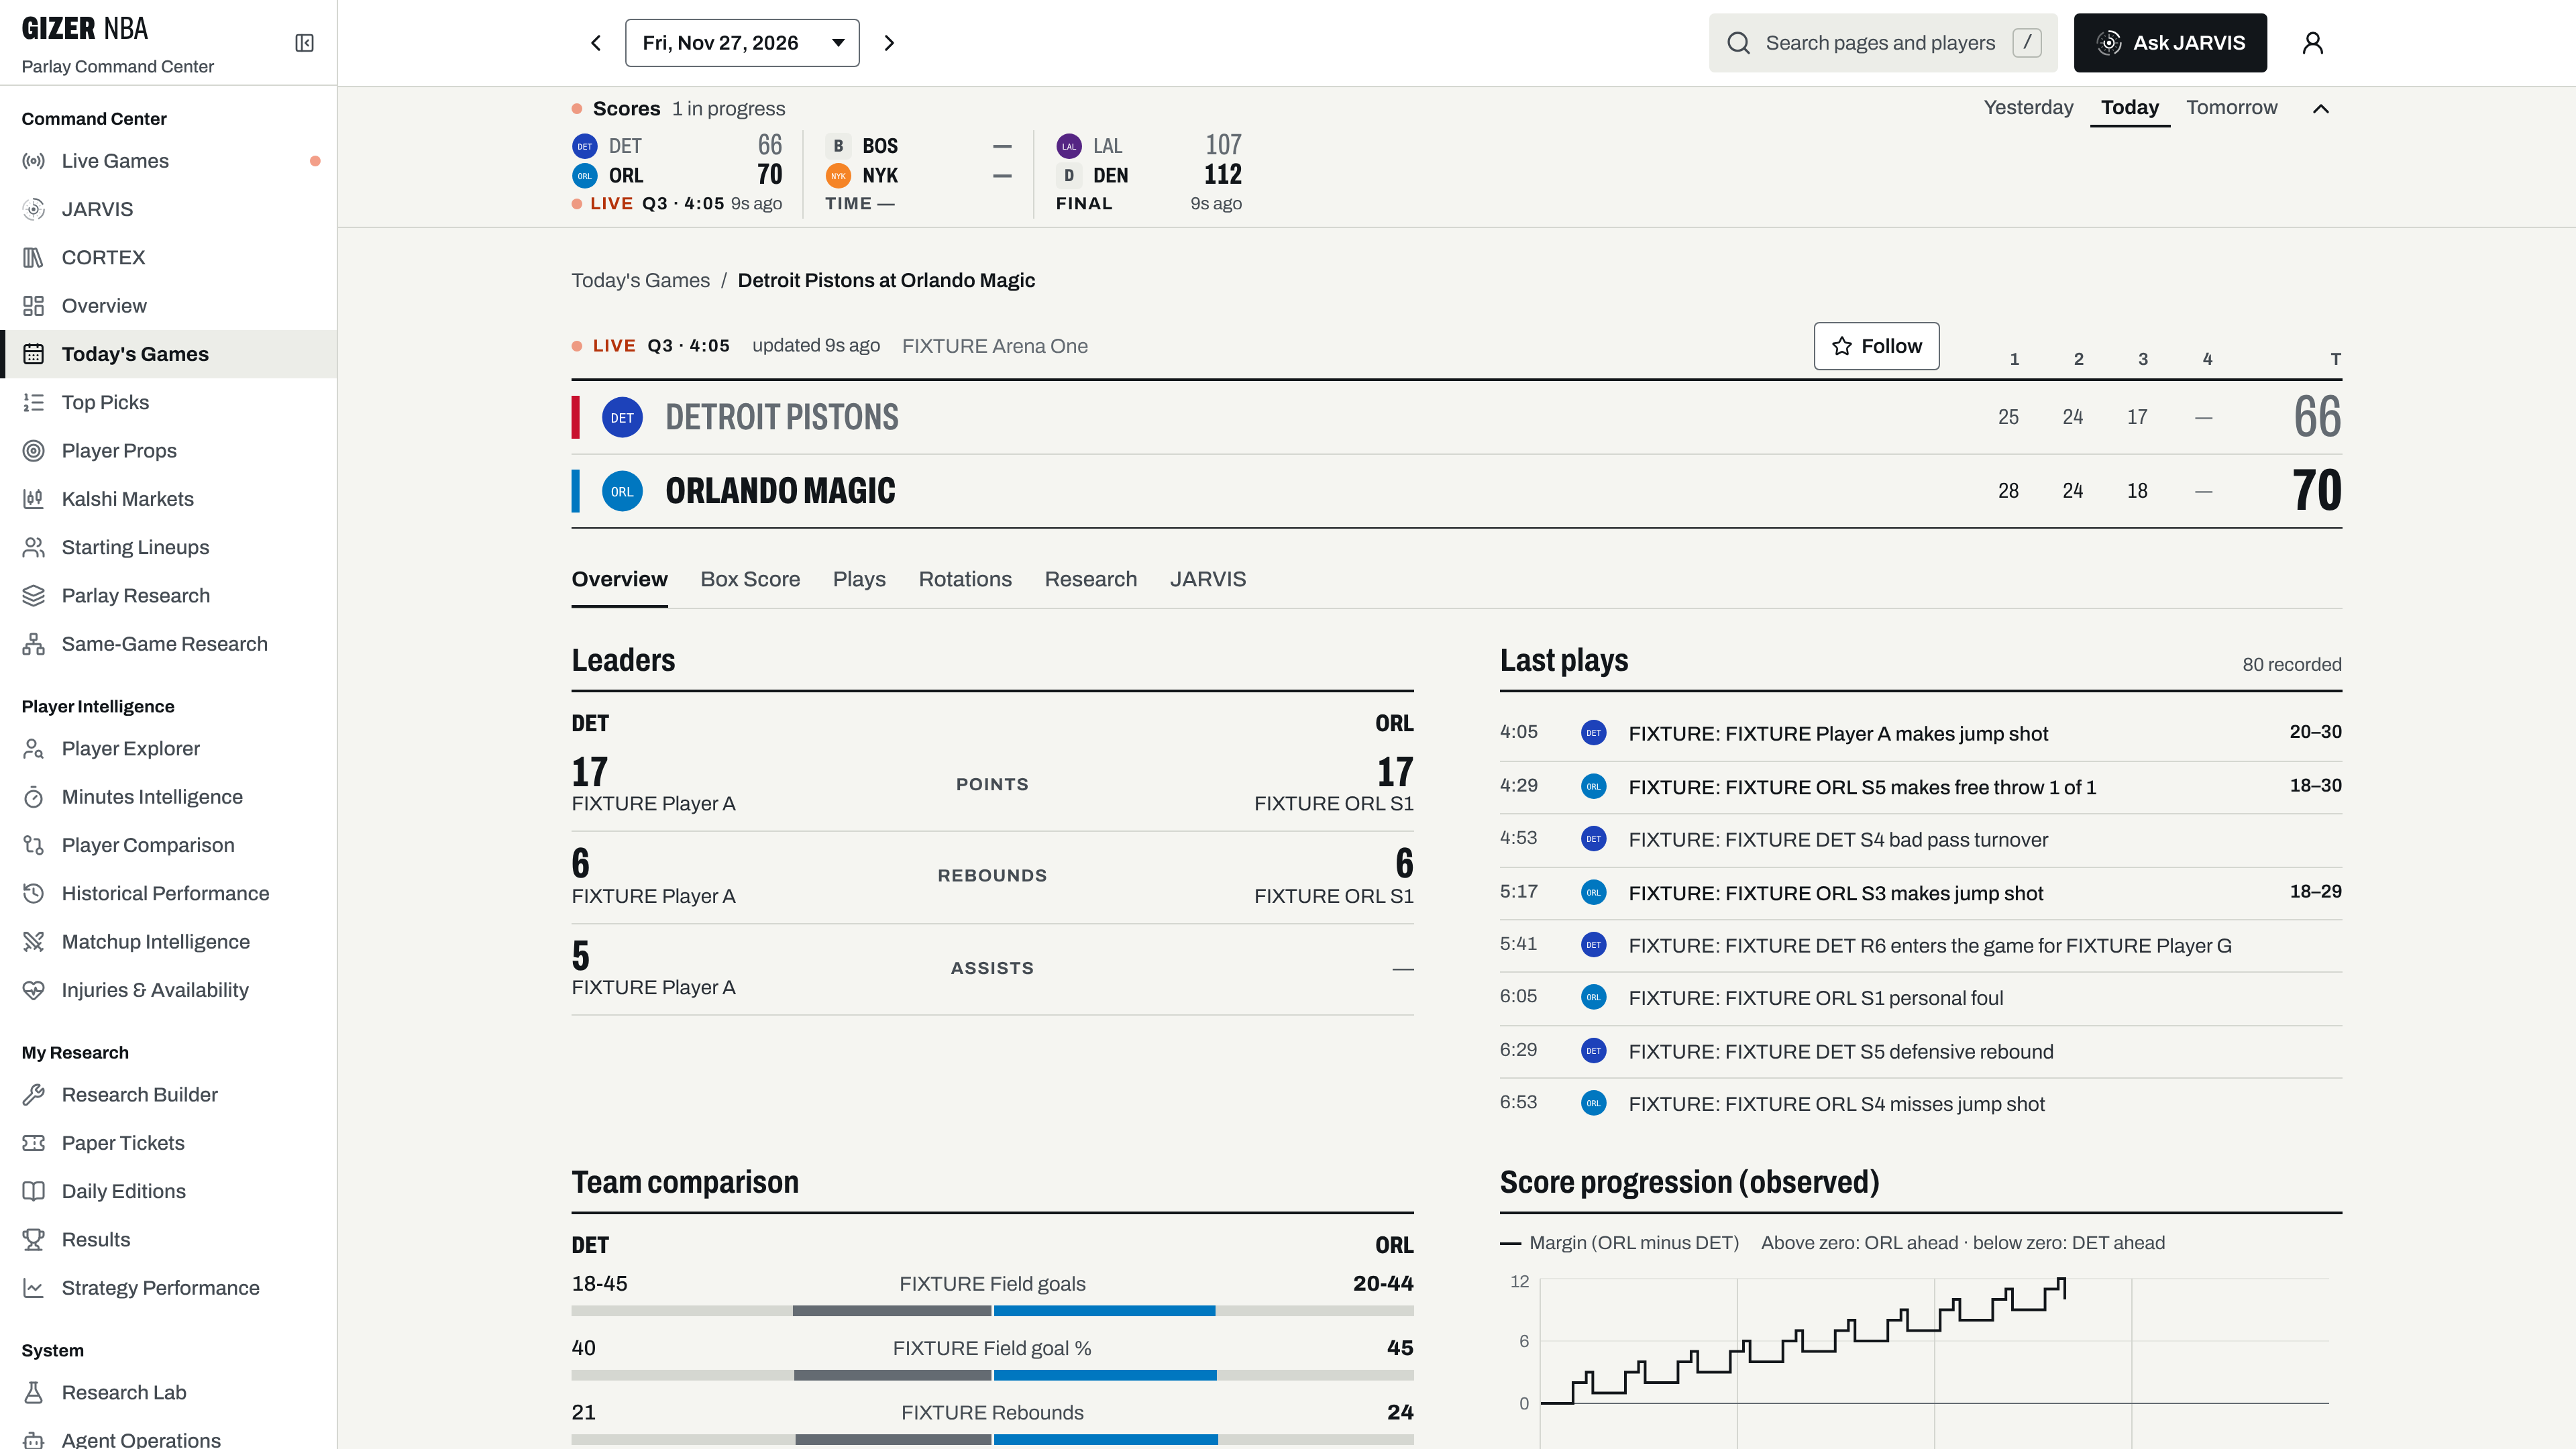 GIZER NBA
Parlay Command Center
Fri, Nov 27, 2026
Search pages and players /
Ask JARVIS
Command Center
Live Games
JARVIS
CORTEX
Overview
Today's Games
Top Picks
Player Props
Kalshi Markets
Starting Lineups
Parlay Research
Same-Game Research
Player Intelligence
Player Explorer
Minutes Intelligence
Player Comparison
Historical Performance
Matchup Intelligence
Injuries & Availability
My Research
Research Builder
Paper Tickets
Daily Editions
Results
Strategy Performance
System
Research Lab
Agent Operations
Scores 1 in progress
Yesterday Today Tomorrow
DET DET 66
ORL ORL 70
LIVE Q3 · 4:05 9s ago
B BOS —
NYK NYK —
TIME —
LAL LAL 107
D DEN 112
FINAL 9s ago
Today's Games / Detroit Pistons at Orlando Magic
LIVE Q3 · 4:05 updated 9s ago FIXTURE Arena One
Follow
1 2 3 4 T
DET DETROIT PISTONS 25 24 17 — 66
ORL ORLANDO MAGIC 28 24 18 — 70
Overview Box Score Plays Rotations Research JARVIS
Leaders
DET ORL
17 POINTS 17
FIXTURE Player A FIXTURE ORL S1
6 REBOUNDS 6
FIXTURE Player A FIXTURE ORL S1
5 ASSISTS —
FIXTURE Player A
Last plays 80 recorded
4:05 DET FIXTURE: FIXTURE Player A makes jump shot 20–30
4:29 ORL FIXTURE: FIXTURE ORL S5 makes free throw 1 of 1 18–30
4:53 DET FIXTURE: FIXTURE DET S4 bad pass turnover
5:17 ORL FIXTURE: FIXTURE ORL S3 makes jump shot 18–29
5:41 DET FIXTURE: FIXTURE DET R6 enters the game for FIXTURE Player G
6:05 ORL FIXTURE: FIXTURE ORL S1 personal foul
6:29 DET FIXTURE: FIXTURE DET S5 defensive rebound
6:53 ORL FIXTURE: FIXTURE ORL S4 misses jump shot
Team comparison
DET ORL
18-45 FIXTURE Field goals 20-44
40 FIXTURE Field goal % 45
21 FIXTURE Rebounds 24
Score progression (observed)
Margin (ORL minus DET) Above zero: ORL ahead · below zero: DET ahead
12
6
0